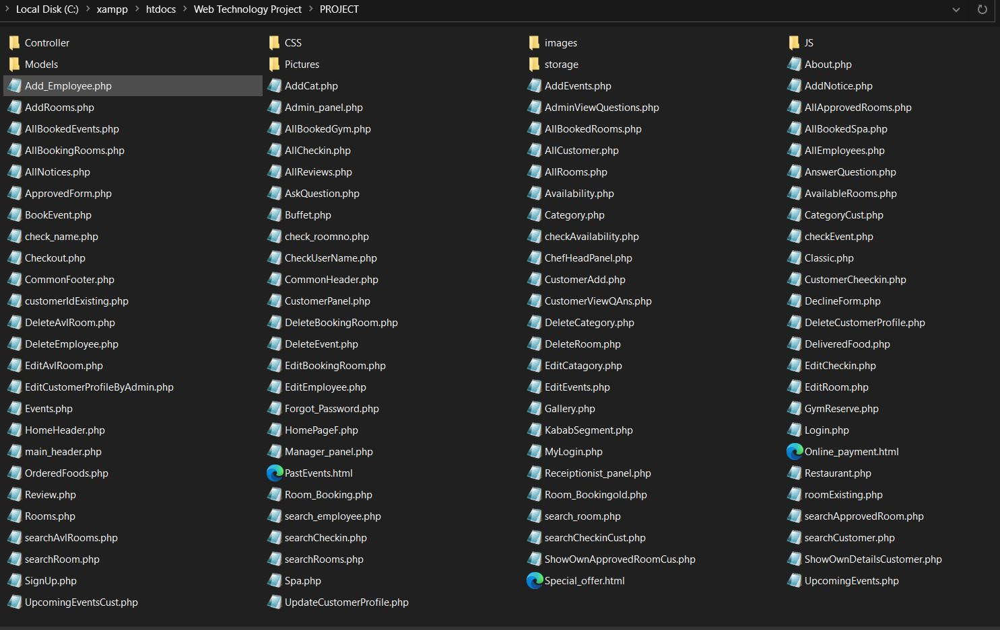 Local Disk (C:) > xampp > htdocs > Web Technology Project > PROJECT
Controller CSS images JS
Models Pictures storage About.php
Add_Employee.php AddCat.php AddEvents.php AddNotice.php
AddRooms.php Admin_panel.php AdminViewQuestions.php AllApprovedRooms.php
AllBookedEvents.php AllBookedGym.php AllBookedRooms.php AllBookedSpa.php
AllBookingRooms.php AllCheckin.php AllCustomer.php AllEmployees.php
AllNotices.php AllReviews.php AllRooms.php AnswerQuestion.php
ApprovedForm.php AskQuestion.php Availability.php AvailableRooms.php
BookEvent.php Buffet.php Category.php CategoryCust.php
check_name.php check_roomno.php checkAvailability.php checkEvent.php
Checkout.php CheckUserName.php ChefHeadPanel.php Classic.php
CommonFooter.php CommonHeader.php CustomerAdd.php CustomerCheeckin.php
customerIdExisting.php CustomerPanel.php CustomerViewQAns.php DeclineForm.php
DeleteAvlRoom.php DeleteBookingRoom.php DeleteCategory.php DeleteCustomerProfile.php
DeleteEmployee.php DeleteEvent.php DeleteRoom.php DeliveredFood.php
EditAvlRoom.php EditBookingRoom.php EditCatagory.php EditCheckin.php
EditCustomerProfileByAdmin.php EditEmployee.php EditEvents.php EditRoom.php
Events.php Forgot_Password.php Gallery.php GymReserve.php
HomeHeader.php HomePageF.php KababSegment.php Login.php
main_header.php Manager_panel.php MyLogin.php Online_payment.html
OrderedFoods.php PastEvents.html Receiptionist_panel.php Restaurant.php
Review.php Room_Booking.php Room_Bookingold.php roomExisting.php
Rooms.php search_employee.php search_room.php searchApprovedRoom.php
searchAvlRooms.php searchCheckin.php searchCheckinCust.php searchCustomer.php
searchRoom.php searchRooms.php ShowOwnApprovedRoomCus.php ShowOwnDetailsCustomer.php
SignUp.php Spa.php Special_offer.html UpcomingEvents.php
UpcomingEventsCust.php UpdateCustomerProfile.php